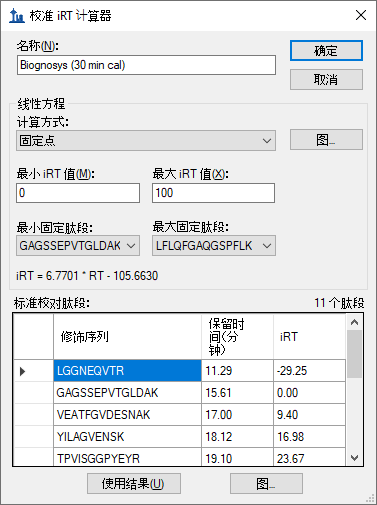 校准 iRT 计算器
名称(N):
Biognosys (30 min cal)
确定
取消
线性方程
计算方式:
固定点
图...
最小 iRT 值(M):
最大 iRT 值(X):
0
100
最小固定肽段:
最大固定肽段:
GAGSSEPVTGLDAK
LFLQFGAQGSPFLK
iRT = 6.7701 * RT - 105.6630
标准校对肽段:
11 个肽段
修饰序列
保留时
间(分
钟)
iRT
LGGNEQVTR 11.29 -29.25
GAGSSEPVTGLDAK 15.61 0.00
VEATFGVDESNAK 17.00 9.40
YILAGVENSK 18.12 16.98
TPVISGGPYEYR 19.10 23.67
使用结果(U)
图...